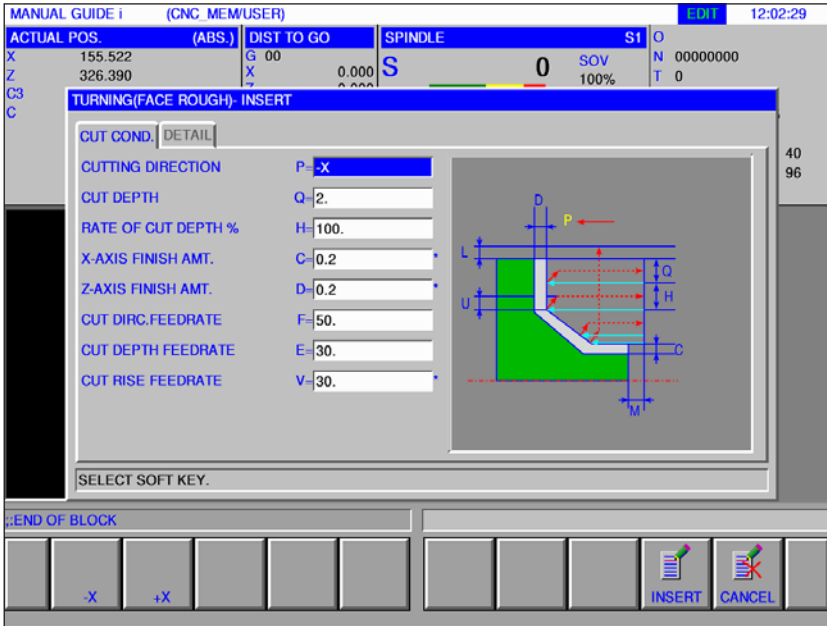 MANUAL GUIDE i (CNC_MEM/USER) EDIT 12:02:29
ACTUAL POS. (ABS.) DIST TO GO SPINDLE S1 O
X 155.522 G 00 S 0 SOV N 00000000
Z 326.390 X 0.000 100% T 0
C3
C
TURNING(FACE ROUGH)- INSERT
CUT COND. DETAIL
40
96
CUTTING DIRECTION P=-X
CUT DEPTH Q=2.
RATE OF CUT DEPTH % H=100.
X-AXIS FINISH AMT. C=0.2 *
Z-AXIS FINISH AMT. D=0.2 *
CUT DIRC.FEEDRATE F=50.
CUT DEPTH FEEDRATE E=30.
CUT RISE FEEDRATE V=30. *
D
P
L
Q
U
H
C
M
SELECT SOFT KEY.
;:END OF BLOCK
-X +X INSERT CANCEL